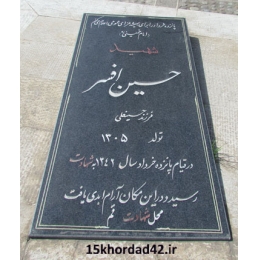 شهید
حسین افسر
فرزند حسینعلی
تولد ۱۳۰۵
در قیام پانزده خرداد سال ۱۳۴۲ به شهادت
رسید و در این مکان آرام ابدی یافت
محل شهادت قم
15khordad42.ir